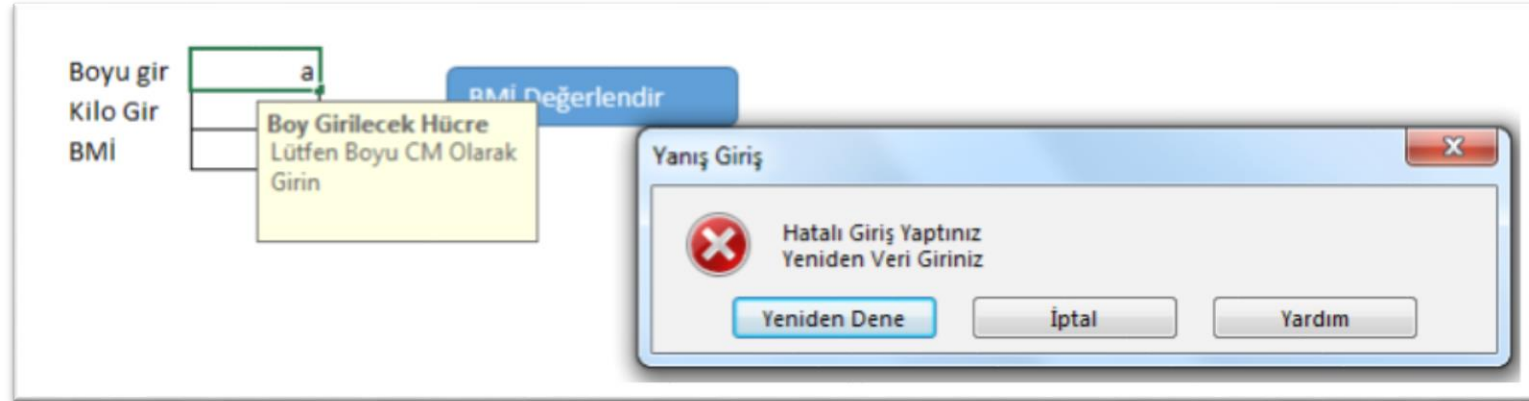 Boyu gir
a
Kilo Gir
BMİ
BMİ Değerlendir
Boy Girilecek Hücre
Lütfen Boyu CM Olarak
Girin
Yanış Giriş
Hatalı Giriş Yaptınız
Yeniden Veri Giriniz
Yeniden Dene
İptal
Yardım